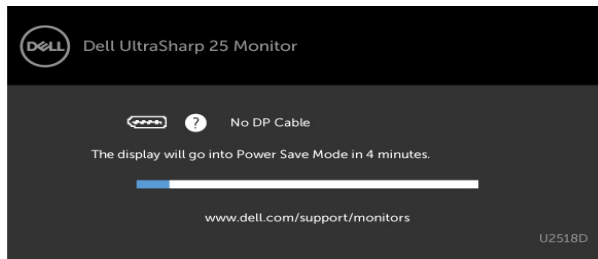 DELL Dell UltraSharp 25 Monitor
? No DP Cable
The display will go into Power Save Mode in 4 minutes.
www.dell.com/support/monitors
U2518D